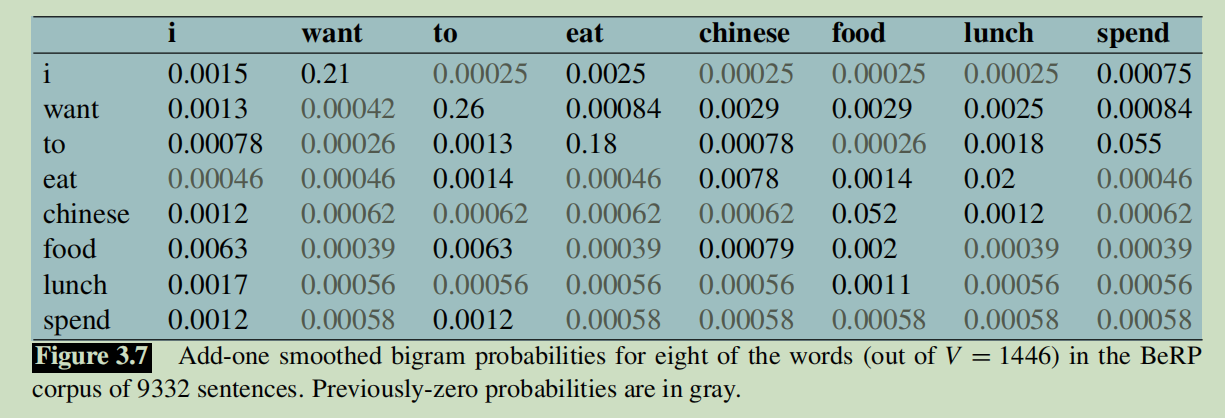 i want to eat chinese food lunch spend
i 0.0015 0.21 0.00025 0.0025 0.00025 0.00025 0.00025 0.00075
want 0.0013 0.00042 0.26 0.00084 0.0029 0.0029 0.0025 0.00084
to 0.00078 0.00026 0.0013 0.18 0.00078 0.00026 0.0018 0.055
eat 0.00046 0.00046 0.0014 0.00046 0.0078 0.0014 0.02 0.00046
chinese 0.0012 0.00062 0.00062 0.00062 0.00062 0.052 0.0012 0.00062
food 0.0063 0.00039 0.0063 0.00039 0.00079 0.002 0.00039 0.00039
lunch 0.0017 0.00056 0.00056 0.00056 0.00056 0.0011 0.00056 0.00056
spend 0.0012 0.00058 0.0012 0.00058 0.00058 0.00058 0.00058 0.00058
Figure 3.7 Add-one smoothed bigram probabilities for eight of the words (out of V = 1446) in the BeRP
corpus of 9332 sentences. Previously-zero probabilities are in gray.